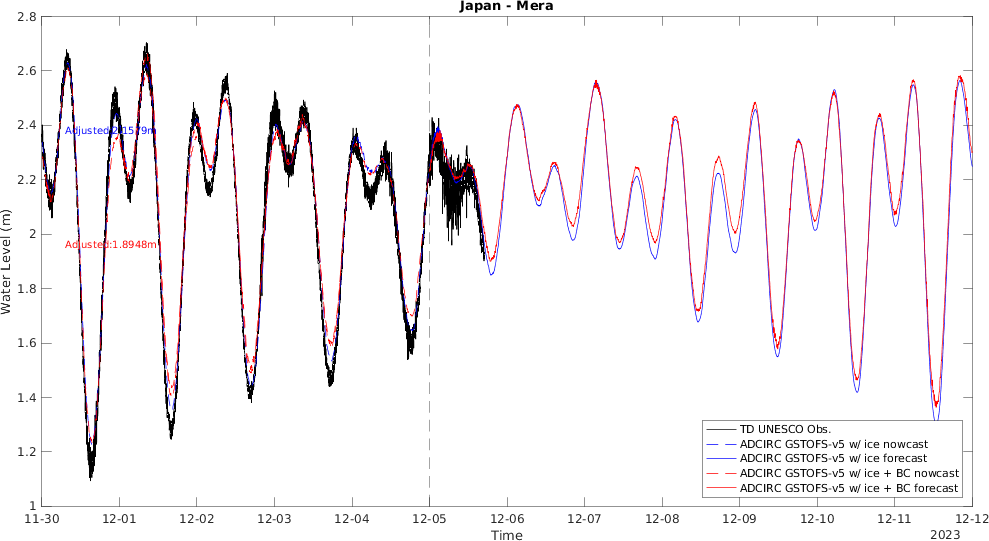 Japan - Mera
Water Level (m)
2.8
2.6
2.4
2.2
2
1.8
1.6
1.4
1.2
1
Adjusted:2.1579m
Adjusted:1.8948m
TD UNESCO Obs.
ADCIRC GSTOFS-v5 w/ ice nowcast
ADCIRC GSTOFS-v5 w/ ice forecast
ADCIRC GSTOFS-v5 w/ ice + BC nowcast
ADCIRC GSTOFS-v5 w/ ice + BC forecast
11-30 12-01 12-02 12-03 12-04 12-05 12-06 12-07 12-08 12-09 12-10 12-11 12-12
Time
2023